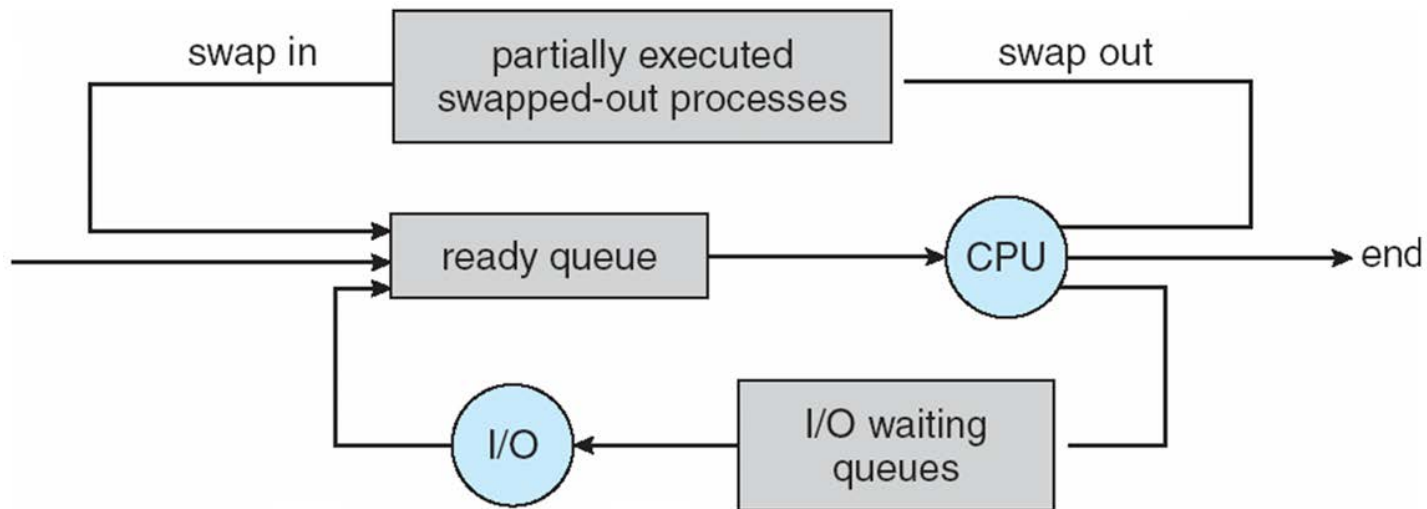 swap in
partially executed
swapped-out processes
swap out
ready queue
CPU
end
I/O
I/O waiting
queues